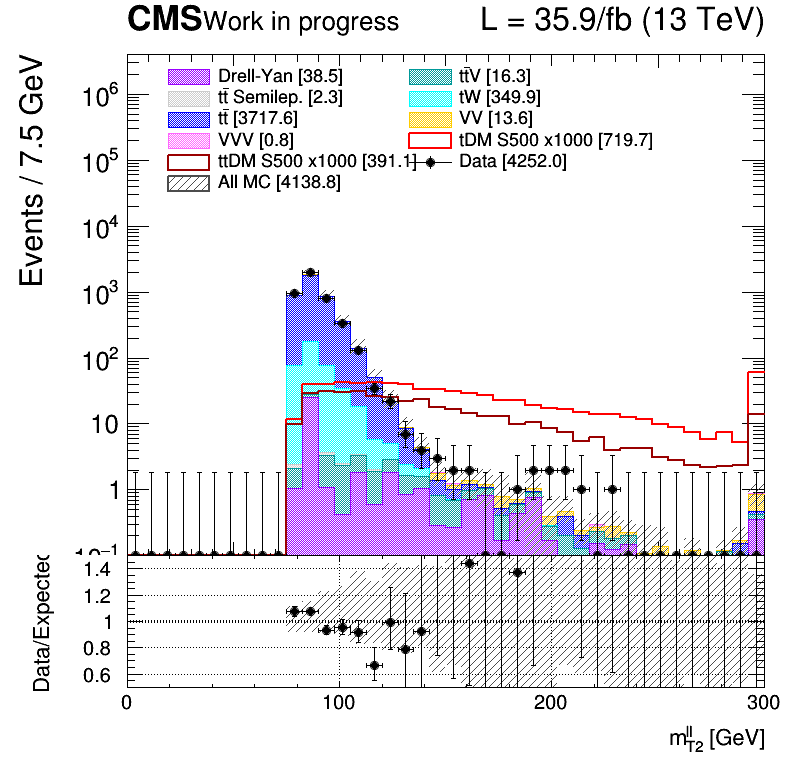 CMS Work in progress L = 35.9/fb (13 TeV)
Events / 7.5 GeV
Drell-Yan [38.5] tt̄V [16.3]
tt̄ Semilep. [2.3] tW [349.9]
tt̄ [3717.6] VV [13.6]
VVV [0.8] tDM S500 x1000 [719.7]
ttDM S500 x1000 [391.1] Data [4252.0]
All MC [4138.8]
10⁶
10⁵
10⁴
10³
10²
10
1
10⁻¹
Data/Expected
1.4
1.2
1
0.8
0.6
0 100 200 300
m_T2^ll [GeV]